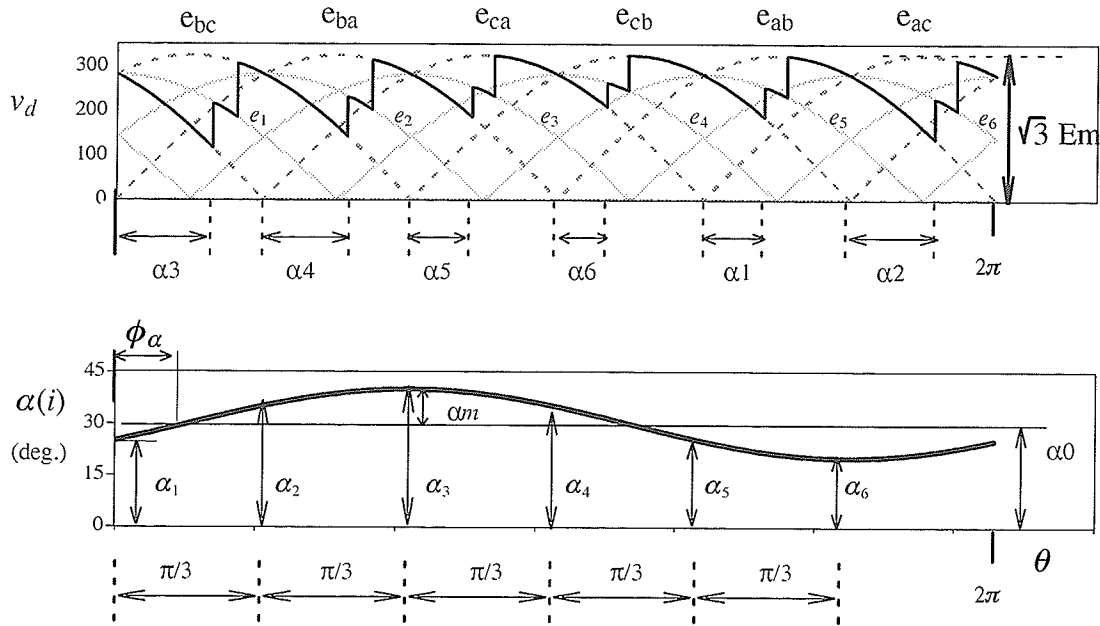 e_bc e_ba e_ca e_cb e_ab e_ac
300
v_d
200
e_1 e_2 e_3 e_4 e_5 e_6
√3 Em
100
0
α3 α4 α5 α6 α1 α2 2π
ϕ_α
45
α(i)
αm
30
(deg.)
α0
15
α_1 α_2 α_3 α_4 α_5 α_6
0
π/3 π/3 π/3 π/3 π/3
θ
2π